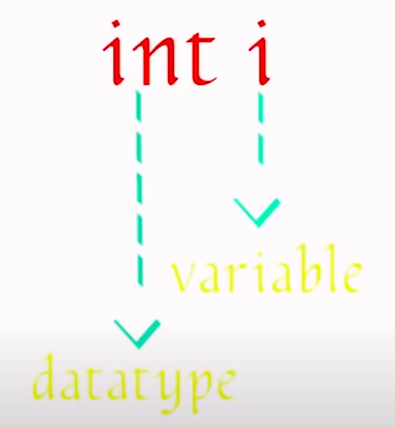 int i
variable
datatype